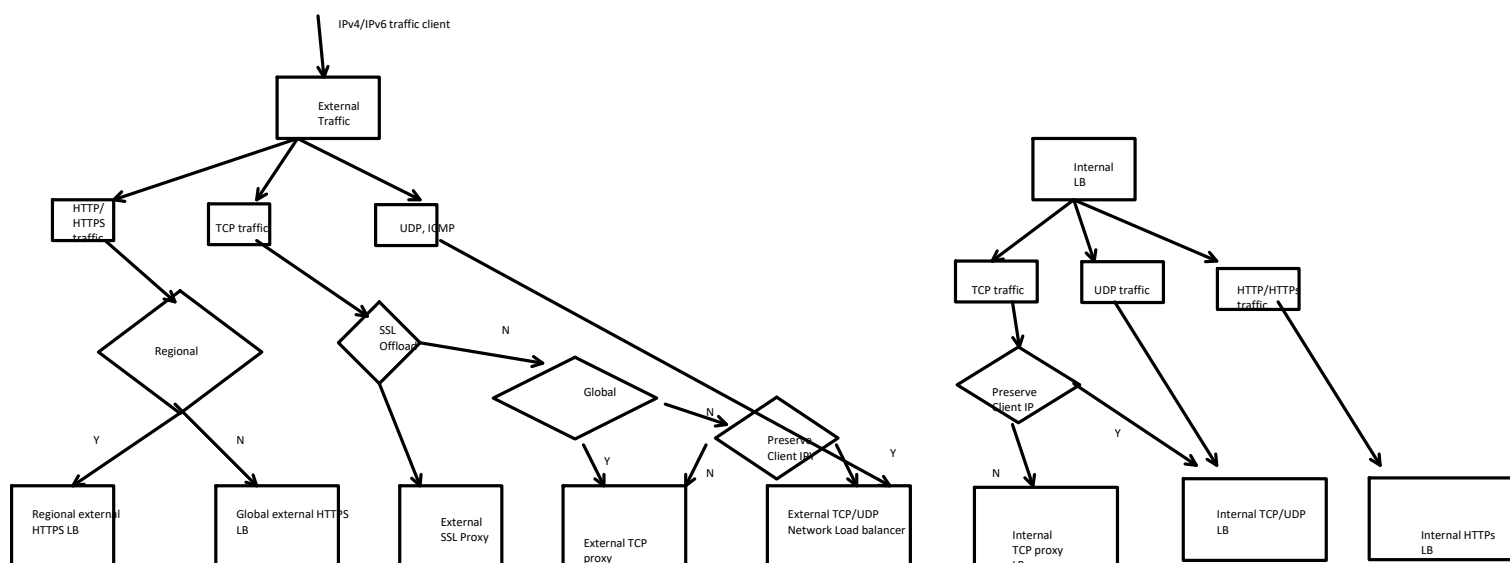 IPv4/IPv6 traffic client
External
Traffic
Internal
LB
HTTP/
HTTPS
traffic
TCP traffic
UDP, ICMP
TCP traffic
UDP traffic
HTTP/HTTPs
traffic
Regional
SSL
Offload
N
Global
N
Preserve
Client IP
Y
Preserve
Client IP
Y
Y
N
Y
N
N
Regional external
HTTPS LB
Global external HTTPS
LB
External
SSL Proxy
External TCP
proxy
External TCP/UDP
Network Load balancer
Internal
TCP proxy
LB
Internal TCP/UDP
LB
Internal HTTPs
LB